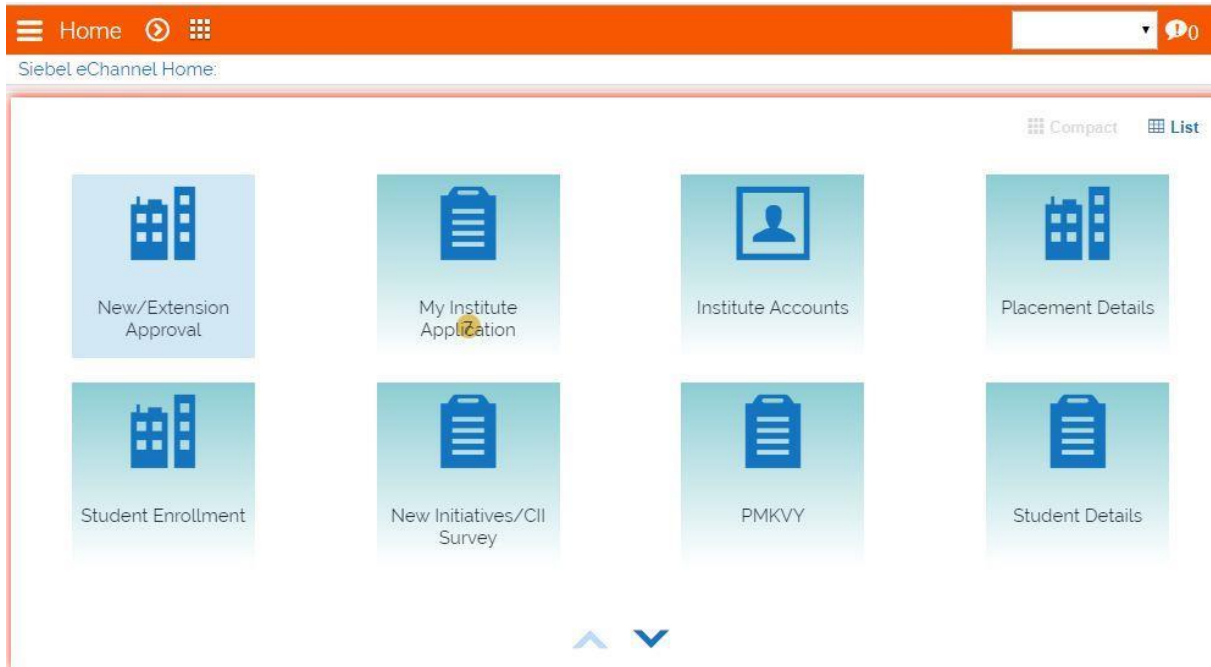 Home
0
Siebel eChannel Home:
Compact List
New/Extension
Approval
My Institute
Application
7
Institute Accounts
Placement Details
Student Enrollment
New Initiatives/CII
Survey
PMKVY
Student Details